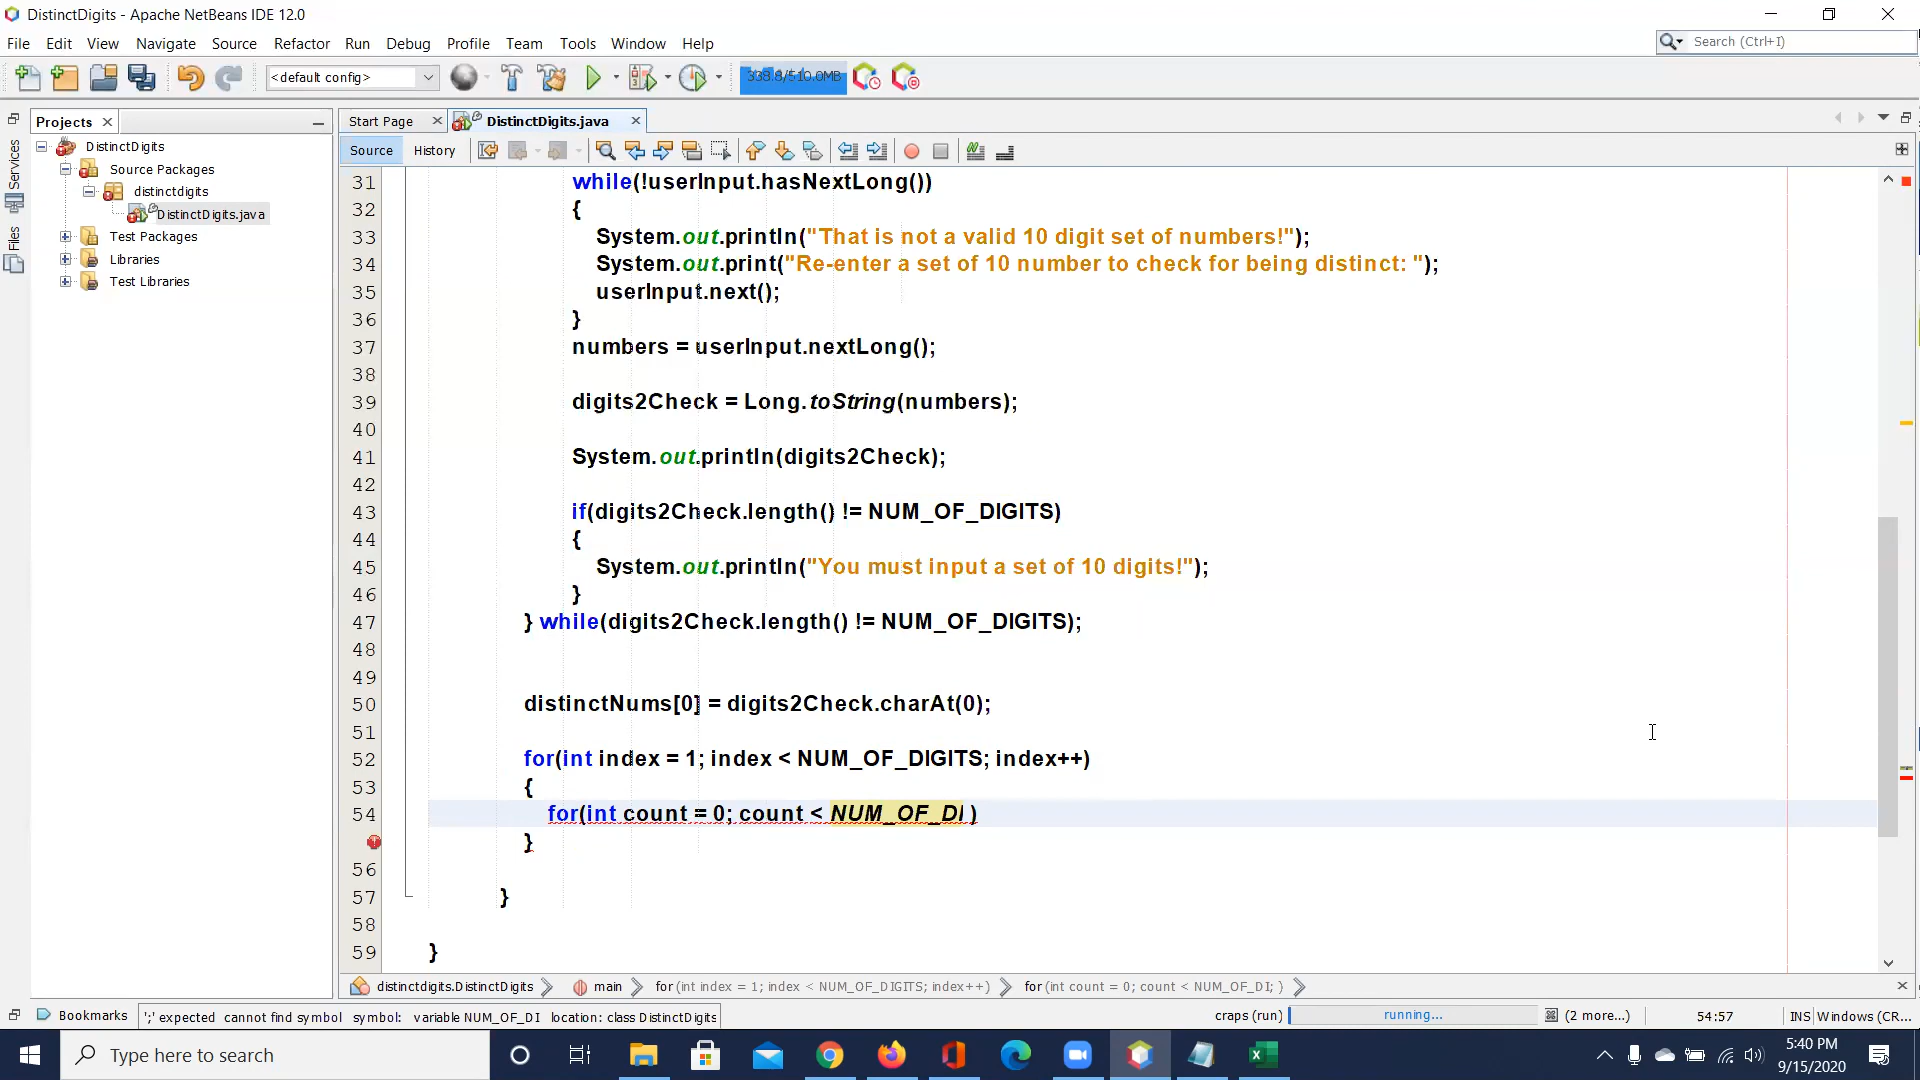 DistinctDigits - Apache NetBeans IDE 12.0
File Edit View Navigate Source Refactor Run Debug Profile Team Tools Window Help
Search (Ctrl+I)
<default config>
338.8/510.0MB
Projects
Start Page
DistinctDigits.java
Services
Files
DistinctDigits
Source Packages
distinctdigits
DistinctDigits.java
Test Packages
Libraries
Test Libraries
Source History
31 while(!userInput.hasNextLong())
32 {
33 System.out.println("That is not a valid 10 digit set of numbers!");
34 System.out.print("Re-enter a set of 10 number to check for being distinct: ");
35 userInput.next();
36 }
37 numbers = userInput.nextLong();
38
39 digits2Check = Long.toString(numbers);
40
41 System.out.println(digits2Check);
42
43 if(digits2Check.length() != NUM_OF_DIGITS)
44 {
45 System.out.println("You must input a set of 10 digits!");
46 }
47 } while(digits2Check.length() != NUM_OF_DIGITS);
48
49
50 distinctNums[0] = digits2Check.charAt(0);
51
52 for(int index = 1; index < NUM_OF_DIGITS; index++)
53 {
54 for(int count = 0; count < NUM_OF_DI )
}
56
57 }
58
59 }
distinctdigits.DistinctDigits main for (int index = 1; index < NUM_OF_DIGITS; index++) for (int count = 0; count < NUM_OF_DI; )
Bookmarks
';' expected cannot find symbol symbol: variable NUM_OF_DI location: class DistinctDigits
craps (run) running... (2 more...) 54:57 INS Windows (CR...
Type here to search
5:40 PM
9/15/2020